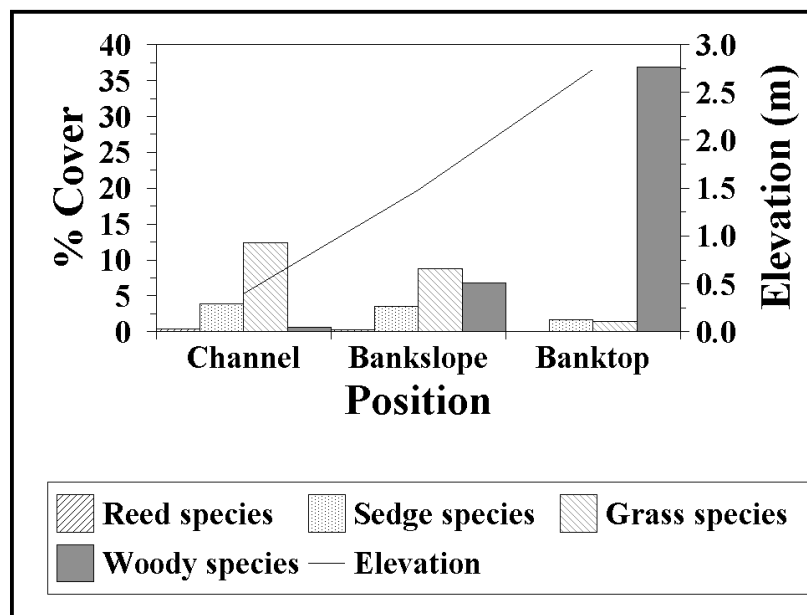 % Cover
40
35
30
25
20
15
10
5
0
3.0
2.5
2.0
1.5
1.0
0.5
0.0
Elevation (m)
Channel Bankslope Banktop
Position
Reed species Sedge species Grass species
Woody species Elevation